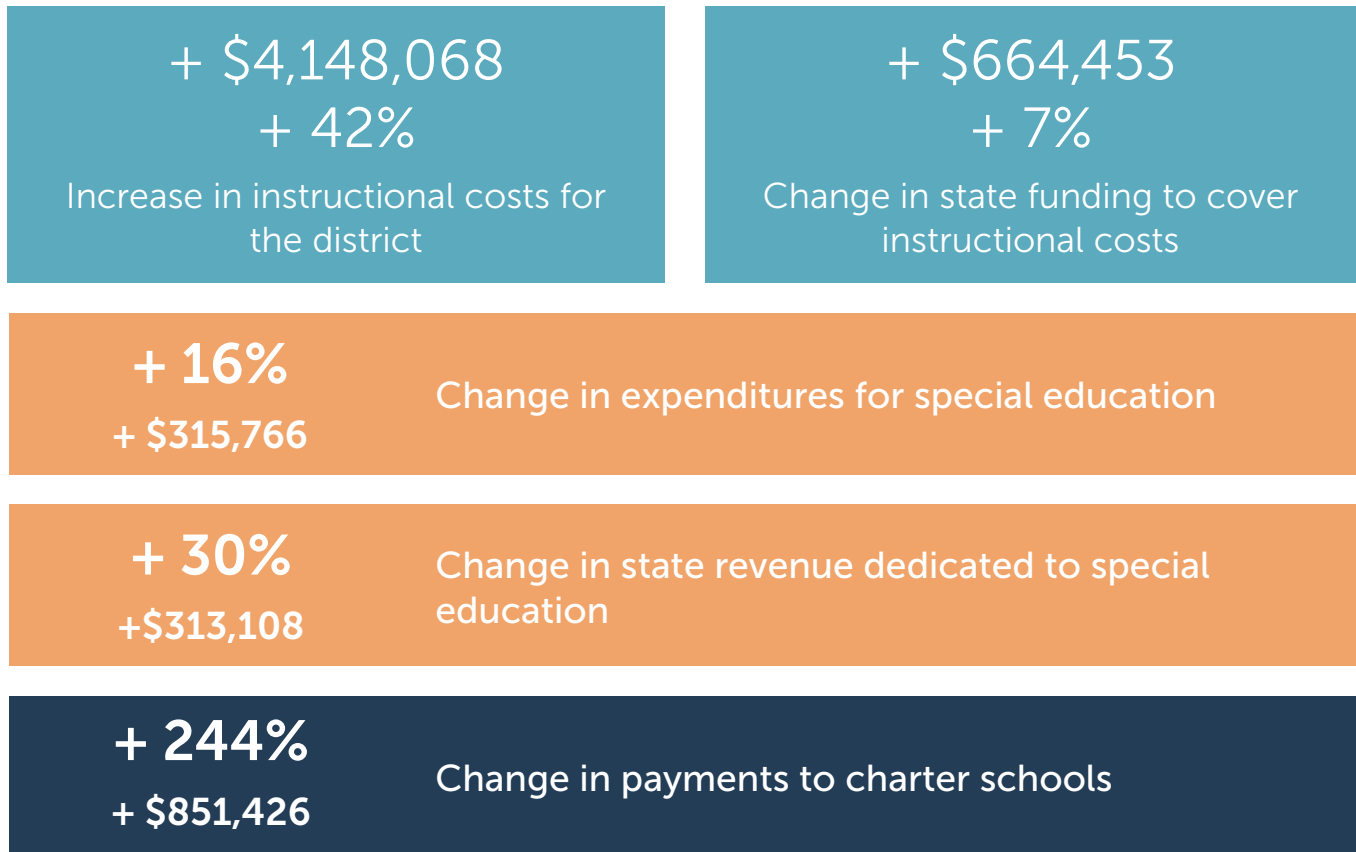 + $4,148,068
+ 42%
Increase in instructional costs for
the district
+ $664,453
+ 7%
Change in state funding to cover
instructional costs
+ 16%
+ $315,766
Change in expenditures for special education
+ 30%
+$313,108
Change in state revenue dedicated to special
education
+ 244%
+ $851,426
Change in payments to charter schools